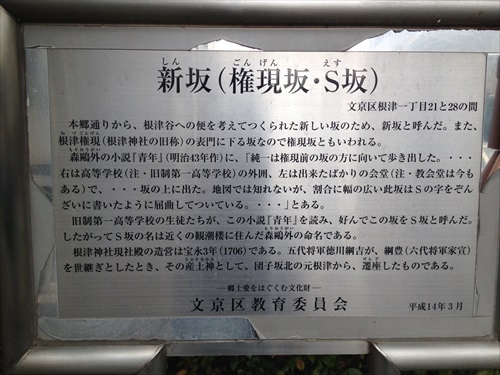 新坂（権現坂・S坂）
しん ごんげん えす
文京区根津一丁目21と28の間
本郷通りから、根津谷への便を考えてつくられた新しい坂のため、新坂と呼んだ。また、
根津権現（根津神社の旧称）の表門に下る坂なので権現坂ともいわれる。
森鷗外の小説『青年』（明治43年作）に、「純一は権現前の坂の方に向いて歩き出した。・・・
右は高等学校（注・旧制第一高等学校）の外囲、左は出来たばかりの会堂（注・教会堂は今も
ある）で、・・・坂の上に出た。地図では知れないが、割合に幅の広い此坂はSの字をぞん
ざいに書いたように屈曲してついている。・・・」とある。
旧制第一高等学校の生徒たちが、この小説『青年』を読み、好んでこの坂をS坂と呼んだ。
したがってS坂の名は近くの観潮楼に住んだ森鷗外の命名である。
根津神社現社殿の造営は宝永3年（1706）である。五代将軍徳川綱吉が、綱豊（六代将軍家宣）
を世継ぎとしたとき、その産土神として、団子坂北の元根津から、遷座したものである。
―郷土愛をはぐくむ文化財―
文京区教育委員会
平成14年3月